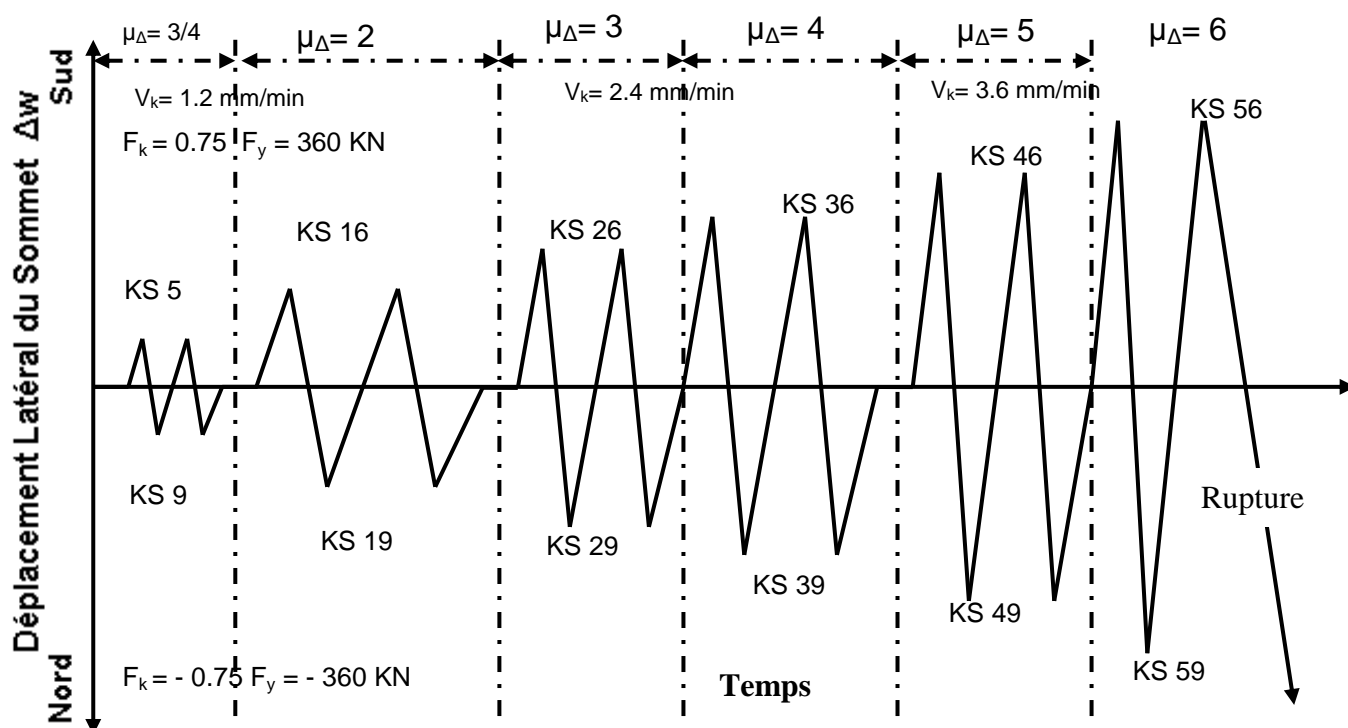 μΔ= 3/4
μΔ= 2
μΔ= 3
μΔ= 4
μΔ= 5
μΔ= 6
Vk= 1.2 mm/min
Vk= 2.4 mm/min
Vk= 3.6 mm/min
Fk = 0.75 Fy = 360 KN
KS 5
KS 16
KS 26
KS 36
KS 46
KS 56
KS 9
KS 19
KS 29
KS 39
KS 49
KS 59
Rupture
Fk = - 0.75 Fy = - 360 KN
Temps
Déplacement Latéral du Sommet Δw
Sud
Nord